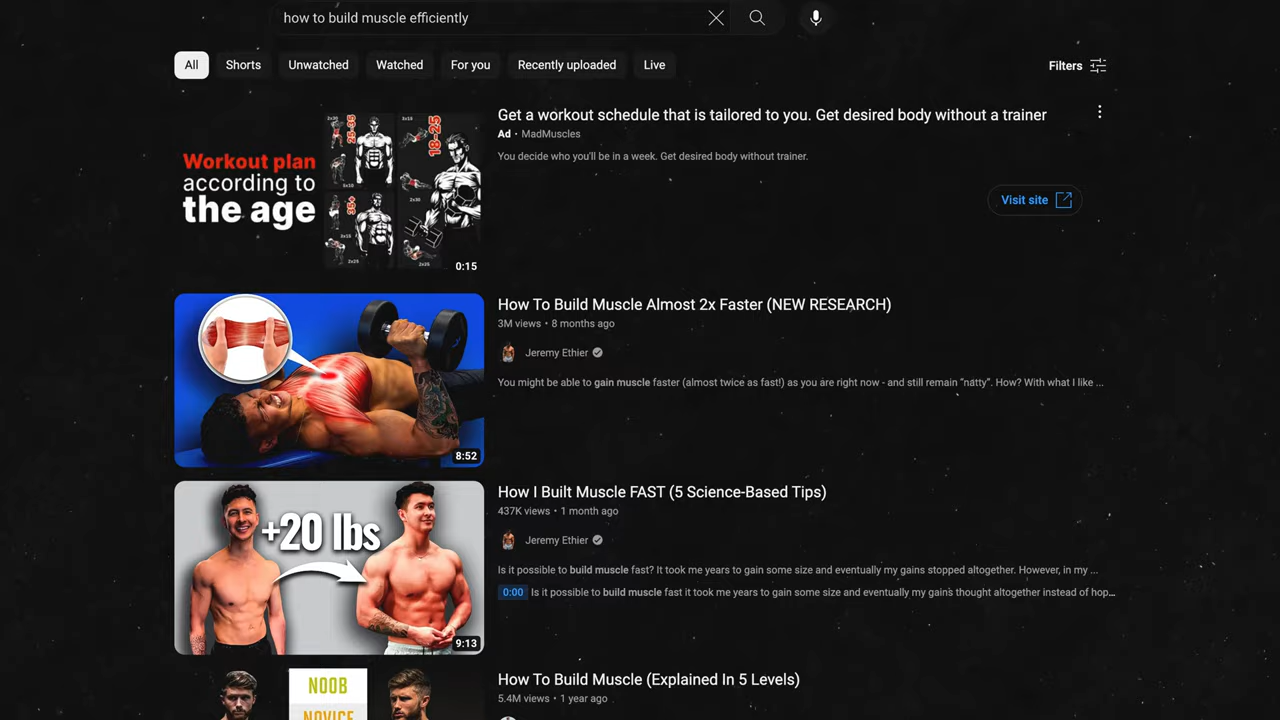 how to build muscle efficiently
All
Shorts
Unwatched
Watched
For you
Recently uploaded
Live
Filters
Workout plan
according to
the age
25-35
18-25
35+
0:15
Get a workout schedule that is tailored to you. Get desired body without a trainer
Ad • MadMuscles
You decide who you'll be in a week. Get desired body without trainer.
Visit site
8:52
How To Build Muscle Almost 2x Faster (NEW RESEARCH)
3M views • 8 months ago
Jeremy Ethier
You might be able to gain muscle faster (almost twice as fast!) as you are right now - and still remain “natty”. How? With what I like ...
+20 lbs
9:13
How I Built Muscle FAST (5 Science-Based Tips)
437K views • 1 month ago
Jeremy Ethier
Is it possible to build muscle fast? It took me years to gain some size and eventually my gains stopped altogether. However, in my ...
0:00 Is it possible to build muscle fast it took me years to gain some size and eventually my gains thought altogether instead of hop...
NOOB
NOVICE
How To Build Muscle (Explained In 5 Levels)
5.4M views • 1 year ago